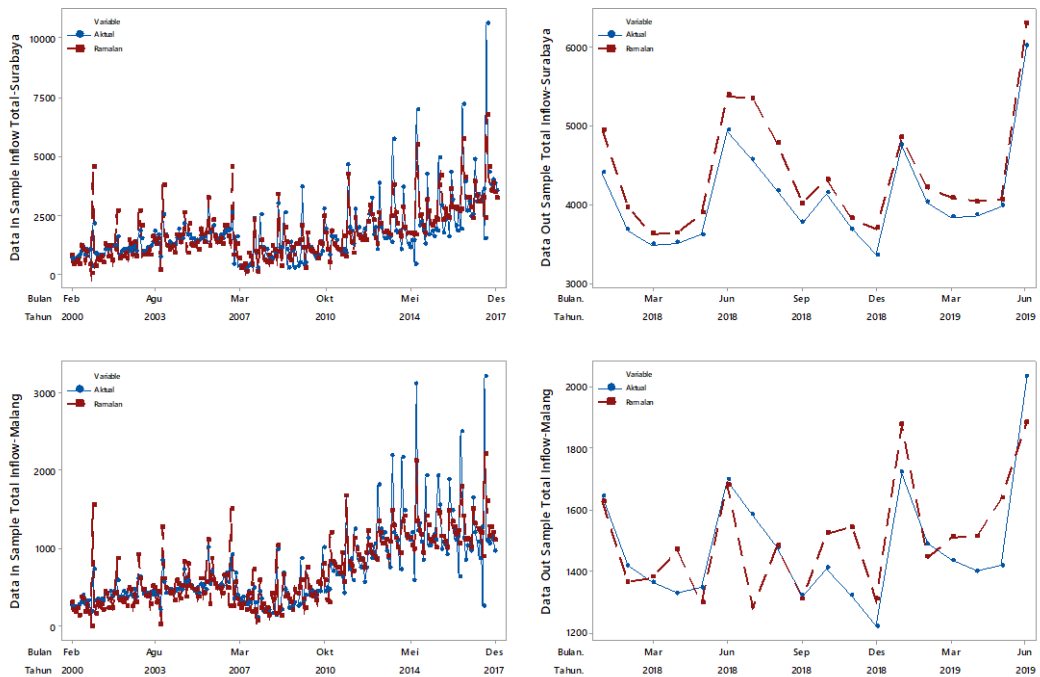 Data in Sample Inflow Total-Surabaya
Variable
Aktual
Ramalan
10000
7500
5000
2500
0
Bulan Feb Agu Mar Okt Mei Des
Tahun 2000 2003 2007 2010 2014 2017
Data Out Sample Total Inflow-Surabaya
Variable
Aktual
Ramalan
6000
5000
4000
3000
Bulan. Mar Jun Sep Des Mar Jun
Tahun. 2018 2018 2018 2018 2019 2019
Data in Sample Total Inflow-Malang
Variable
Aktual
Ramalan
3000
2000
1000
0
Bulan Feb Agu Mar Okt Mei Des
Tahun 2000 2003 2007 2010 2014 2017
Data Out Sample Total Inflow-Malang
Variable
Aktual
Ramalan
2000
1800
1600
1400
1200
Bulan. Mar Jun Sep Des Mar Jun
Tahun. 2018 2018 2018 2018 2019 2019